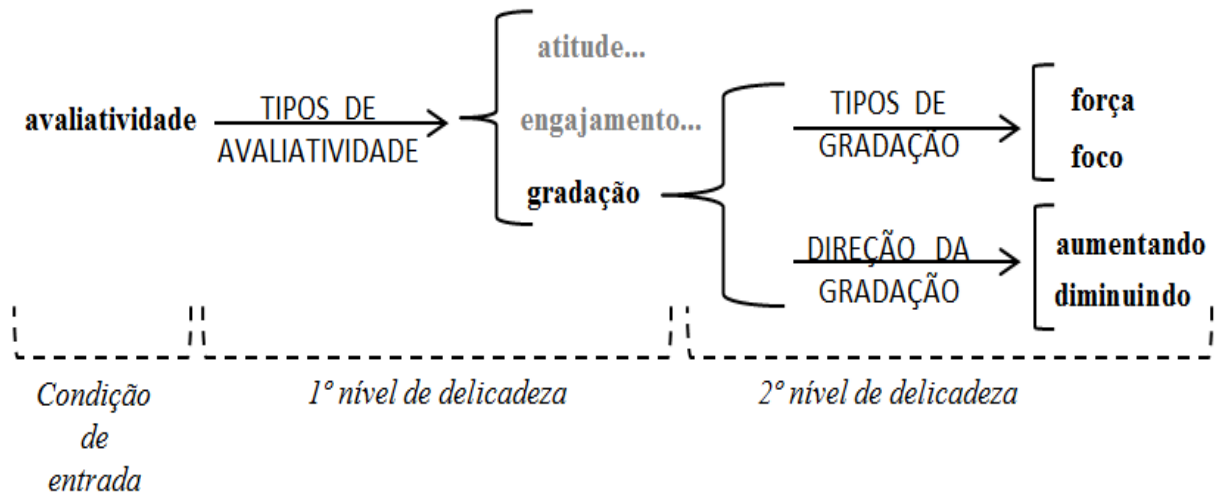 avaliatividade
TIPOS DE
AVALIATIVIDADE
atitude...
engajamento...
gradação
TIPOS DE
GRADAÇÃO
força
foco
DIREÇÃO DA
GRADAÇÃO
aumentando
diminuindo
Condição
de
entrada
1º nível de delicadeza
2º nível de delicadeza